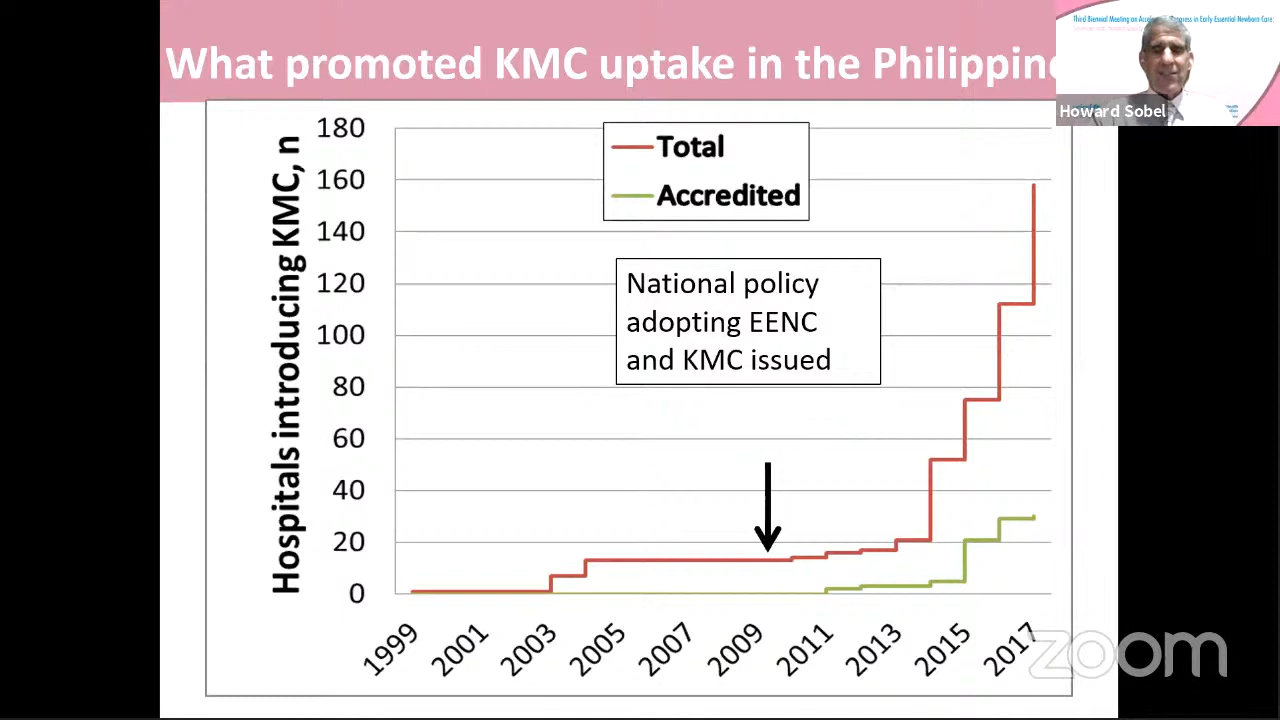 What promoted KMC uptake in the Philippine
Third Biennial Meeting on Accelerating Progress in Early Essential Newborn Care
Howard Sobel
Hospitals introducing KMC, n
180
160
140
120
100
80
60
40
20
0
Total
Accredited
National policy
adopting EENC
and KMC issued
1999
2001
2003
2005
2007
2009
2011
2013
2015
2017
zoom